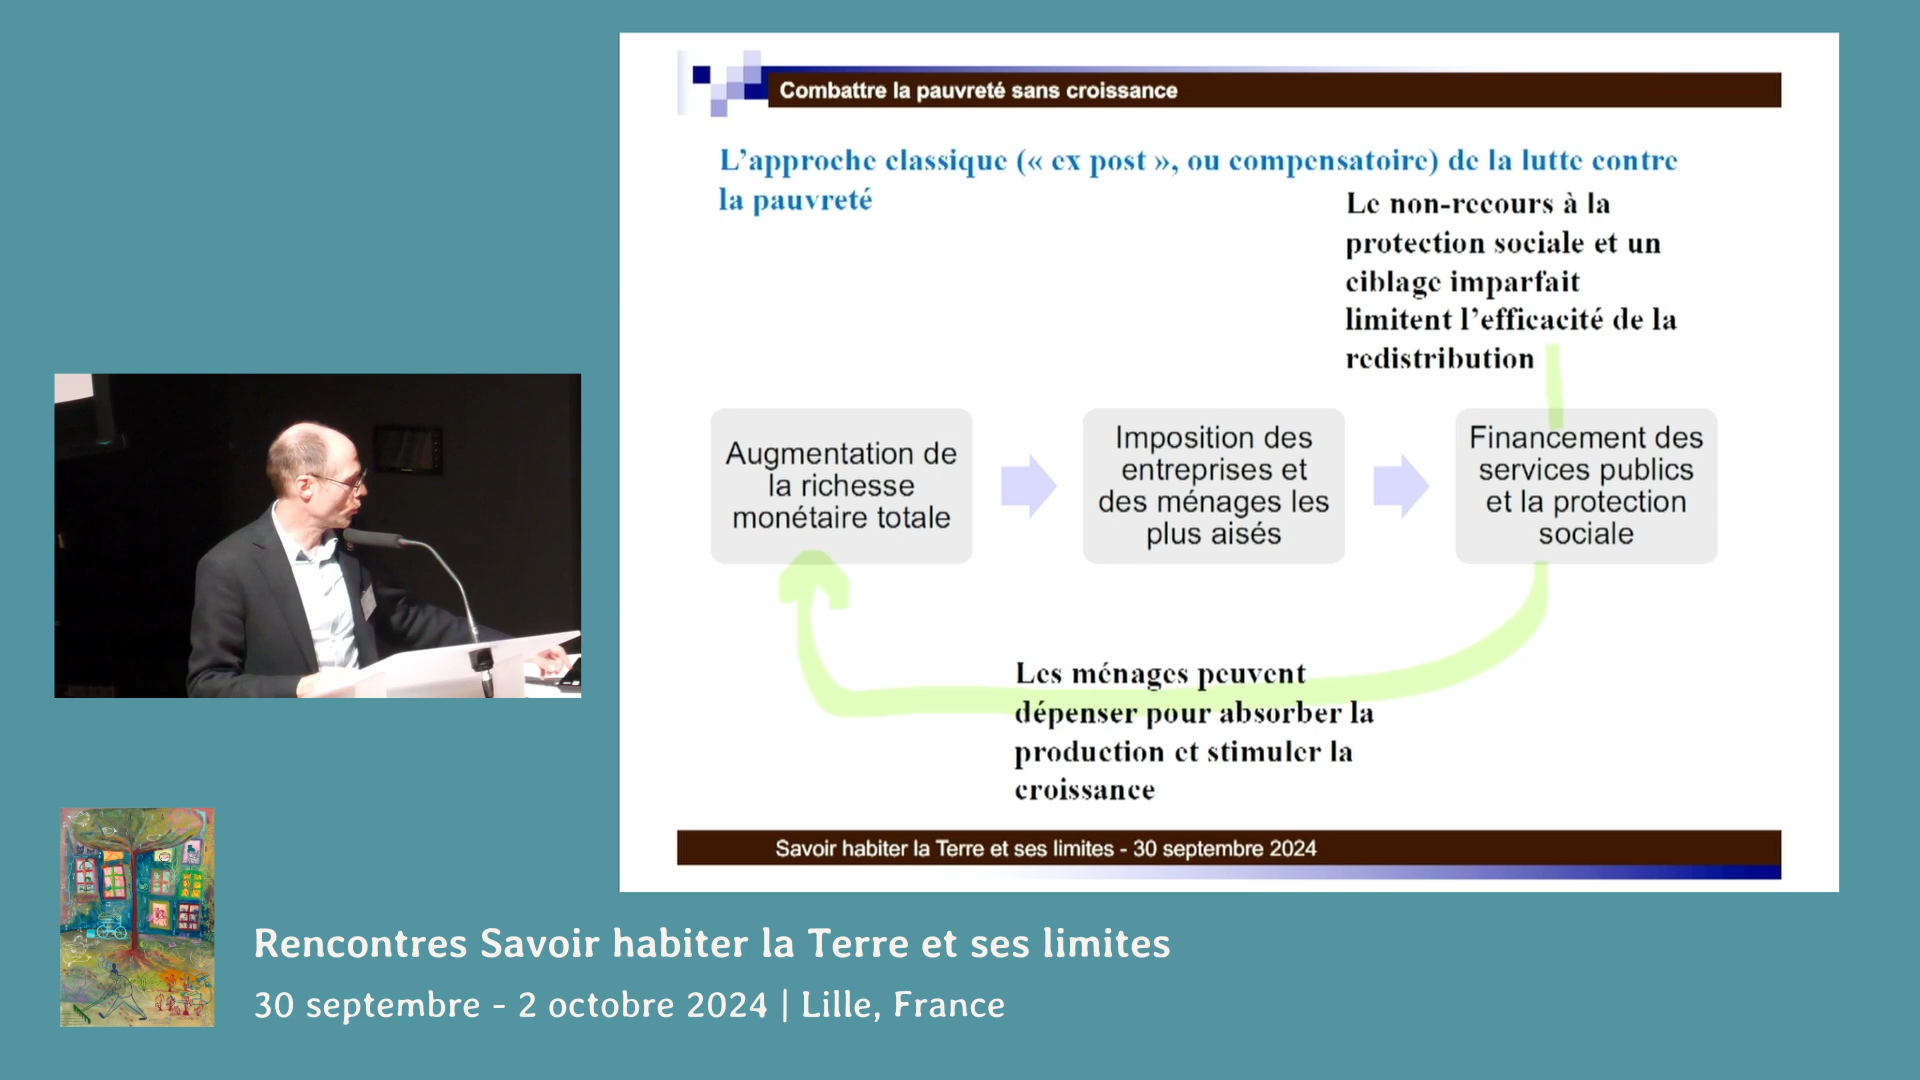 Combattre la pauvreté sans croissance
L’approche classique (« ex post », ou compensatoire) de la lutte contre
la pauvreté
Le non-recours à la
protection sociale et un
ciblage imparfait
limitent l’efficacité de la
redistribution
Augmentation de
la richesse
monétaire totale
Imposition des
entreprises et
des ménages les
plus aisés
Financement des
services publics
et la protection
sociale
Les ménages peuvent
dépenser pour absorber la
production et stimuler la
croissance
Savoir habiter la Terre et ses limites - 30 septembre 2024
Rencontres Savoir habiter la Terre et ses limites
30 septembre - 2 octobre 2024 | Lille, France